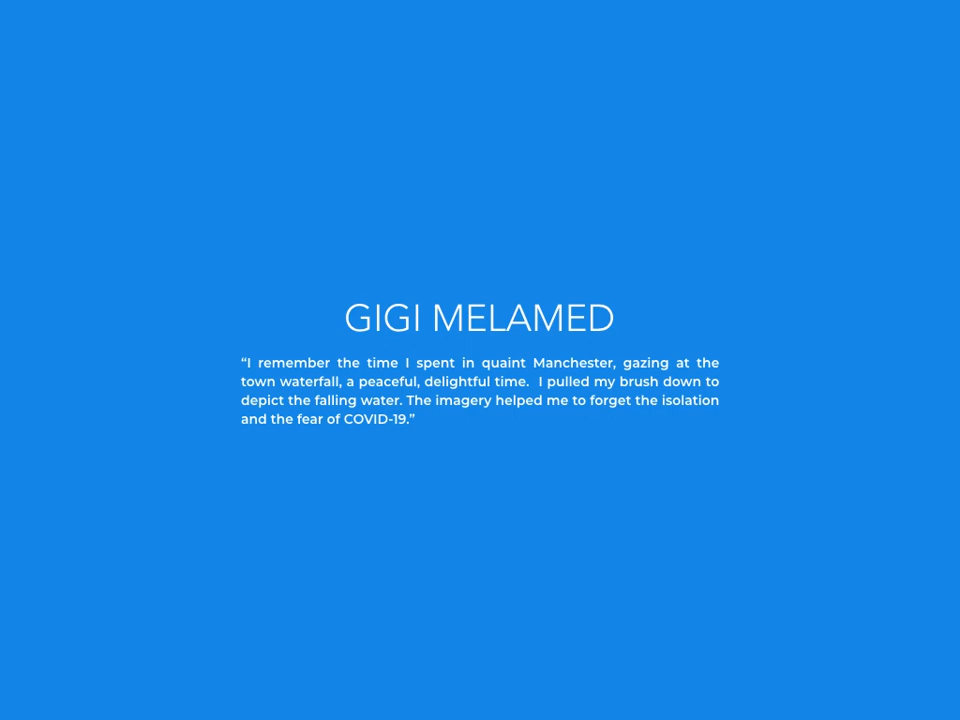 GIGI MELAMED
“I remember the time I spent in quaint Manchester, gazing at the
town waterfall, a peaceful, delightful time.  I pulled my brush down to
depict the falling water. The imagery helped me to forget the isolation
and the fear of COVID-19.”